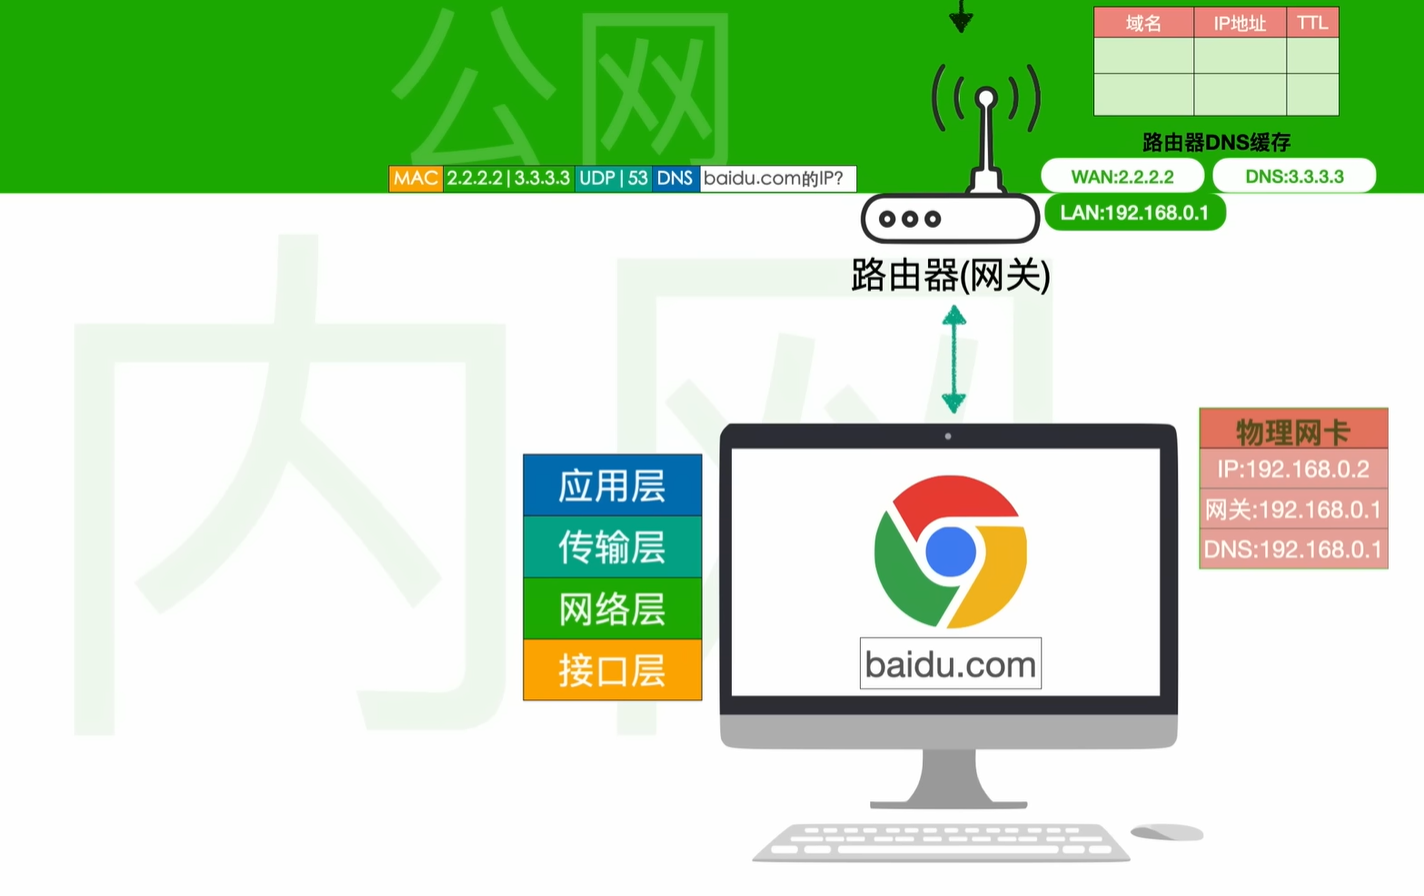 公网
域名 IP地址 TTL
路由器DNS缓存
MAC 2.2.2.2|3.3.3.3 UDP|53 DNS baidu.com的IP?
WAN:2.2.2.2 DNS:3.3.3.3
LAN:192.168.0.1
路由器(网关)
内网
物理网卡
IP:192.168.0.2
网关:192.168.0.1
DNS:192.168.0.1
应用层
传输层
网络层
接口层
baidu.com